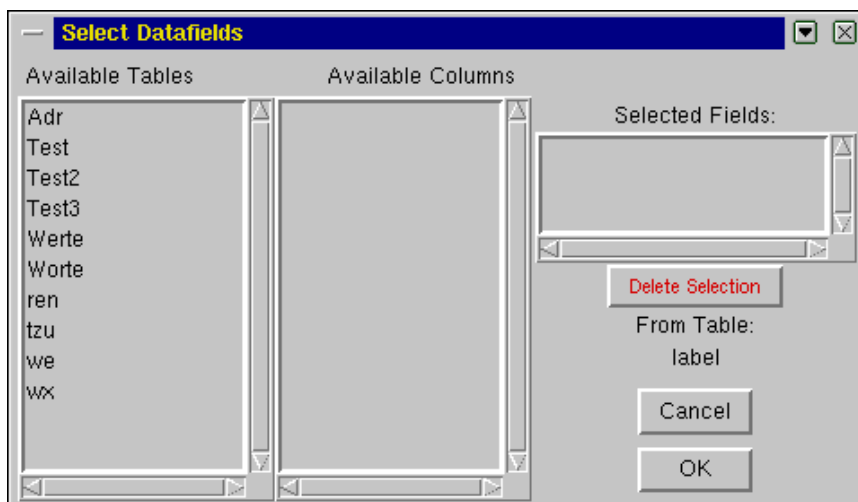 Select Datafields
Available Tables
Available Columns
Adr
Test
Test2
Test3
Werte
Worte
ren
tzu
we
wx
Selected Fields:
Delete Selection
From Table:
label
Cancel
OK